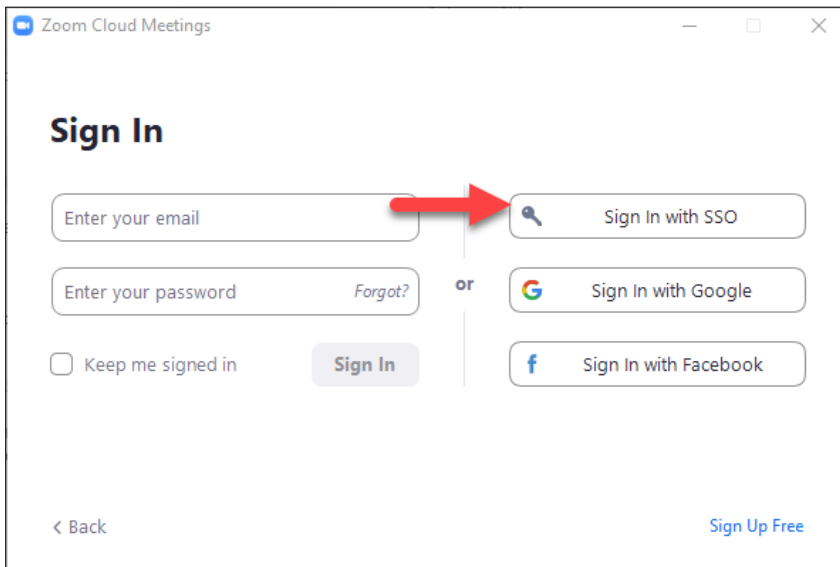 Zoom Cloud Meetings
Sign In
Enter your email
Enter your password
Forgot?
Keep me signed in
Sign In
or
Sign In with SSO
Sign In with Google
Sign In with Facebook
< Back
Sign Up Free